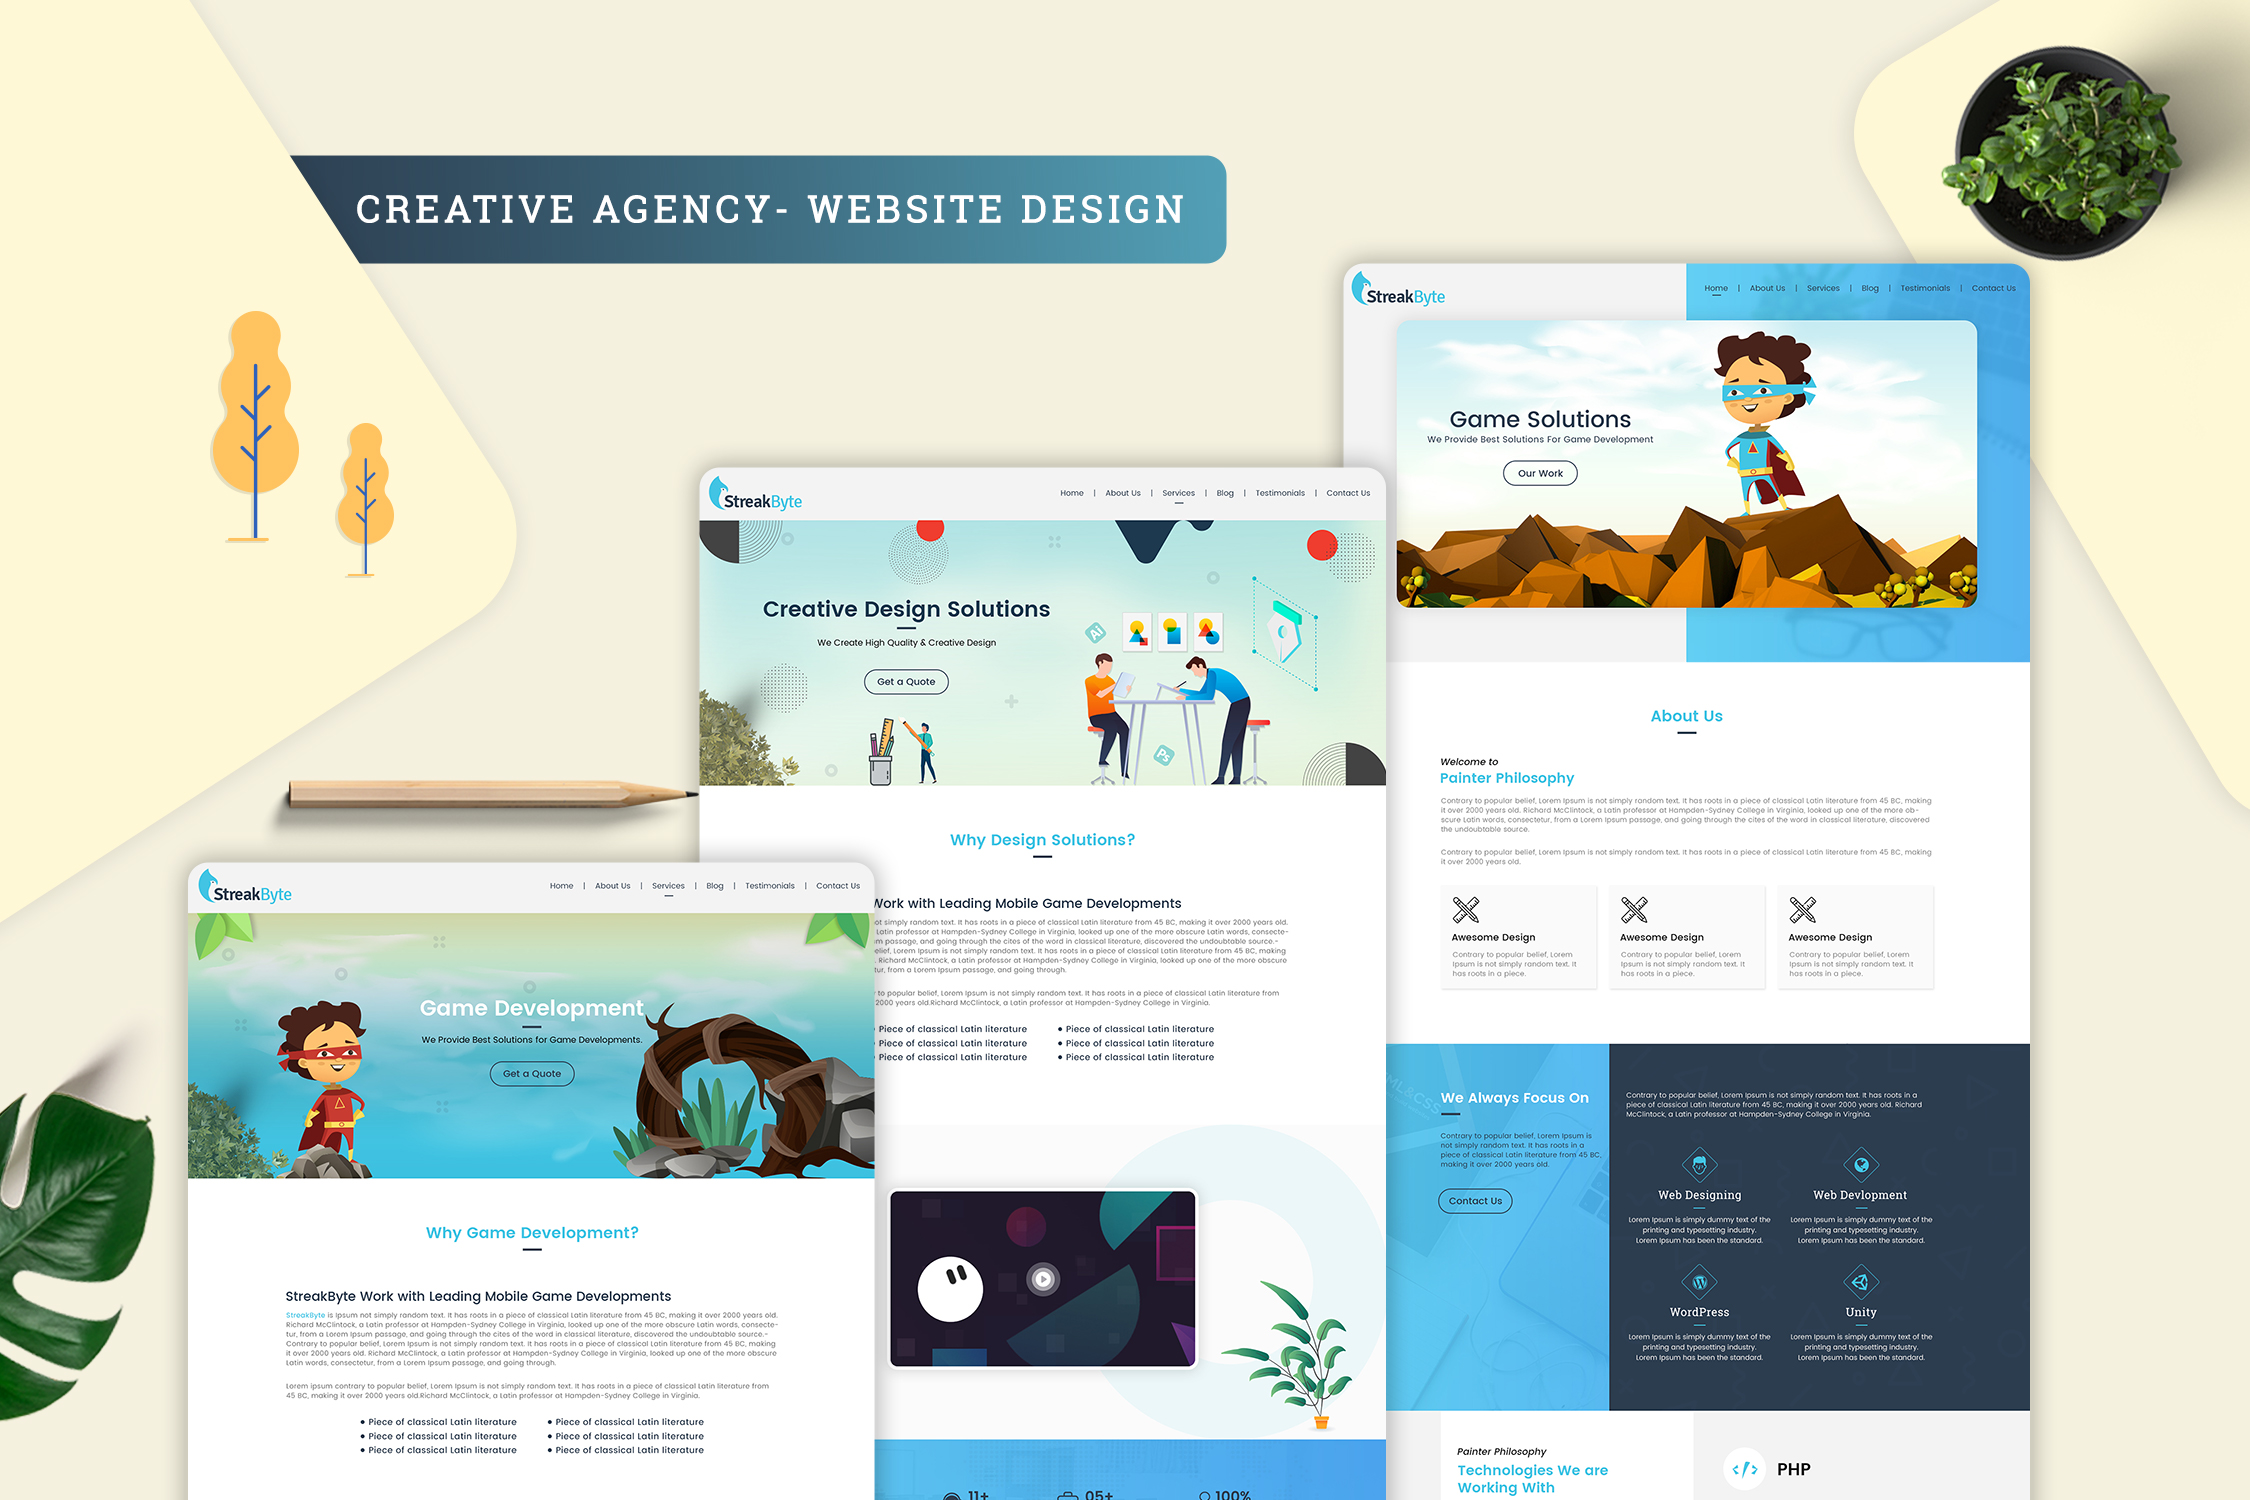 CREATIVE AGENCY- WEBSITE DESIGN
StreakByte
Home | About Us | Services | Blog | Testimonials | Contact Us
Game Solutions
We Provide Best Solutions For Game Development
Our Work
About Us
Welcome to
Painter Philosophy
Contrary to popular belief, Lorem Ipsum is not simply random text. It has roots in a piece of classical Latin literature from 45 BC, making
it over 2000 years old. Richard McClintock, a Latin professor at Hampden-Sydney College in Virginia, looked up one of the more ob-
scure Latin words, consectetur, from a Lorem Ipsum passage, and going through the cites of the word in classical literature, discovered
the undoubtable source.
Contrary to popular belief, Lorem Ipsum is not simply random text. It has roots in a piece of classical Latin literature from 45 BC, making
it over 2000 years old.
Awesome Design
Contrary to popular belief, Lorem
Ipsum is not simply random text. It
has roots in a piece.
Awesome Design
Contrary to popular belief, Lorem
Ipsum is not simply random text. It
has roots in a piece.
Awesome Design
Contrary to popular belief, Lorem
Ipsum is not simply random text. It
has roots in a piece.
We Always Focus On
Contrary to popular belief, Lorem Ipsum is
not simply random text. It has roots in a
piece of classical Latin literature from 45 BC,
making it over 2000 years old.
Contact Us
Contrary to popular belief, Lorem Ipsum is not simply random text. It has roots in a
piece of classical Latin literature from 45 BC, making it over 2000 years old. Richard
McClintock, a Latin professor at Hampden-Sydney College in Virginia.
Web Designing
Lorem Ipsum is simply dummy text of the
printing and typesetting industry.
Lorem Ipsum has been the standard.
Web Devlopment
Lorem Ipsum is simply dummy text of the
printing and typesetting industry.
Lorem Ipsum has been the standard.
WordPress
Lorem Ipsum is simply dummy text of the
printing and typesetting industry.
Lorem Ipsum has been the standard.
Unity
Lorem Ipsum is simply dummy text of the
printing and typesetting industry.
Lorem Ipsum has been the standard.
Painter Philosophy
Technologies We are
Working With
PHP
StreakByte
Home | About Us | Services | Blog | Testimonials | Contact Us
Creative Design Solutions
We Create High Quality & Creative Design
Get a Quote
Ai
Ps
Why Design Solutions?
Work with Leading Mobile Game Developments
ot simply random text. It has roots in a piece of classical Latin literature from 45 BC, making it over 2000 years old.
Latin professor at Hampden-Sydney College in Virginia, looked up one of the more obscure Latin words, consecte-
m passage, and going through the cites of the word in classical literature, discovered the undoubtable source.-
elief, Lorem Ipsum is not simply random text. It has roots in a piece of classical Latin literature from 45 BC, making
. Richard McClintock, a Latin professor at Hampden-Sydney College in Virginia, looked up one of the more obscure
tur, from a Lorem Ipsum passage, and going through.
to popular belief, Lorem Ipsum is not simply random text. It has roots in a piece of classical Latin literature from
2000 years old.Richard McClintock, a Latin professor at Hampden-Sydney College in Virginia.
• Piece of classical Latin literature
• Piece of classical Latin literature
• Piece of classical Latin literature
• Piece of classical Latin literature
• Piece of classical Latin literature
• Piece of classical Latin literature
11+
05+
100%
StreakByte
Home | About Us | Services | Blog | Testimonials | Contact Us
Game Development
We Provide Best Solutions for Game Developments.
Get a Quote
Why Game Development?
StreakByte Work with Leading Mobile Game Developments
StreakByte is Ipsum not simply random text. It has roots in a piece of classical Latin literature from 45 BC, making it over 2000 years old.
Richard McClintock, a Latin professor at Hampden-Sydney College in Virginia, looked up one of the more obscure Latin words, consecte-
tur, from a Lorem Ipsum passage, and going through the cites of the word in classical literature, discovered the undoubtable source.-
Contrary to popular belief, Lorem Ipsum is not simply random text. It has roots in a piece of classical Latin literature from 45 BC, making
it over 2000 years old. Richard McClintock, a Latin professor at Hampden-Sydney College in Virginia, looked up one of the more obscure
Latin words, consectetur, from a Lorem Ipsum passage, and going through.
Lorem ipsum contrary to popular belief, Lorem Ipsum is not simply random text. It has roots in a piece of classical Latin literature from
45 BC, making it over 2000 years old.Richard McClintock, a Latin professor at Hampden-Sydney College in Virginia.
• Piece of classical Latin literature
• Piece of classical Latin literature
• Piece of classical Latin literature
• Piece of classical Latin literature
• Piece of classical Latin literature
• Piece of classical Latin literature